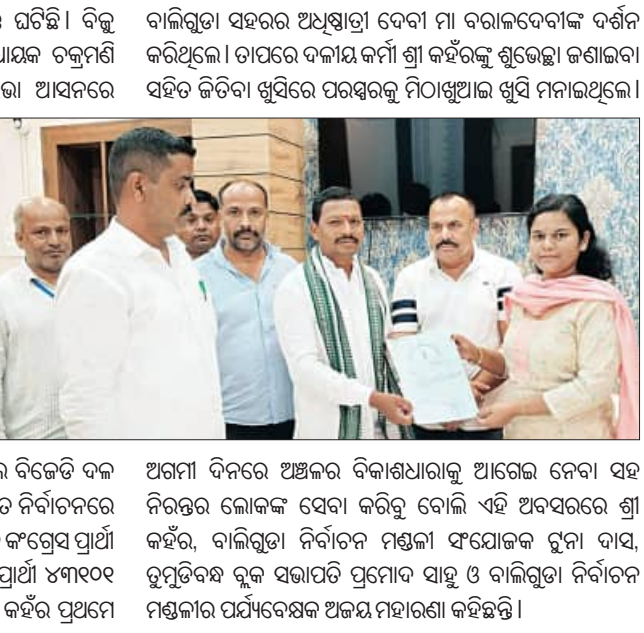 ଘଟିଛି। ବିଜୁ
ଚକ୍ରମଣି
ଆସନରେ
ବିଜେଡି ଦଳ
ନିର୍ବାଚନରେ
କଂଗ୍ରେସ ପ୍ରାର୍ଥୀ
ପ୍ରାର୍ଥୀ ୪୩୧୦୧
କହଁର ପ୍ରଥମେ
ବାଲିଗୁଡା ସହରର ଅଧିଷ୍ଠାତ୍ରୀ ଦେବୀ ମା ବରାଳଦେବୀଙ୍କ ଦର୍ଶନ
କରିଥିଲେ। ତାପରେ ଦଳୀୟ କର୍ମୀ ଶ୍ରୀ କହଁରଙ୍କୁ ଶୁଭେଚ୍ଛା ଜଣାଇବା
ସହିତ ଜିତିବା ଖୁସିରେ ପରସ୍ପରକୁ ମିଠାଖୁଆଇ ଖୁସି ମନାଇଥିଲେ।
ଅଗମୀ ଦିନରେ ଅଞ୍ଚଳର ବିକାଶଧାରାକୁ ଆଗେଇ ନେବା ସହ
ନିରନ୍ତର ଲୋକଙ୍କ ସେବା କରିବୁ ବୋଲି ଏହି ଅବସରରେ ଶ୍ରୀ
କହଁର, ବାଲିଗୁଡା ନିର୍ବାଚନ ମଣ୍ଡଳୀ ସଂଯୋଜକ ଟୁନା ଦାସ,
ତୁମୁଡିବନ୍ଧ ବ୍ଲକ ସଭାପତି ପ୍ରମୋଦ ସାହୁ ଓ ବାଲିଗୁଡା ନିର୍ବାଚନ
ମଣ୍ଡଳୀର ପର୍ଯ୍ୟବେକ୍ଷକ ଅଜୟ ମହାରଣା କହିଛନ୍ତି।